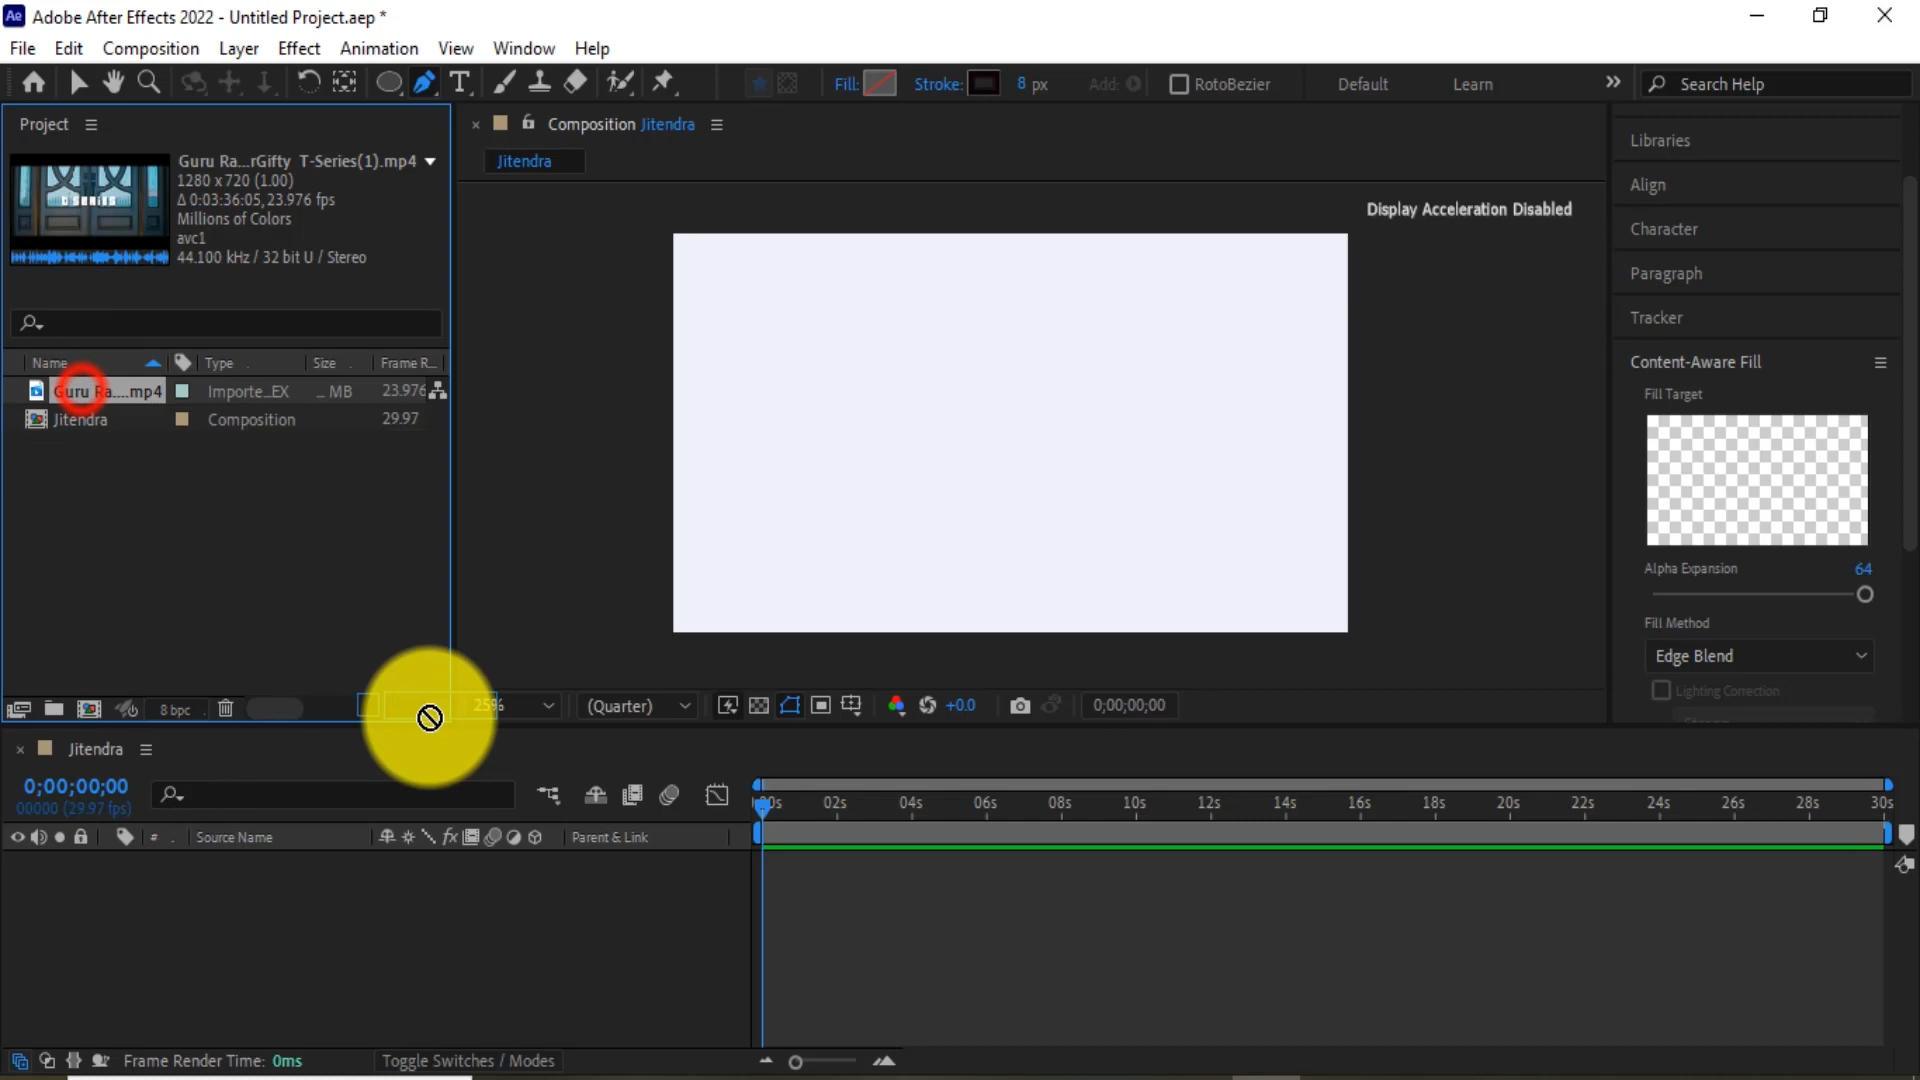 Adobe After Effects 2022 - Untitled Project.aep *
File Edit Composition Layer Effect Animation View Window Help
Fill: Stroke: 8 px Add: RotoBezier Default Learn Search Help
Project
Guru Ra...rGifty T-Series(1).mp4
1280 x 720 (1.00)
Δ 0:03:36:05, 23.976 fps
Millions of Colors
avc1
44.100 kHz / 32 bit U / Stereo
Composition Jitendra
Jitendra
Display Acceleration Disabled
Name Type Size Frame R...
Guru Ra....mp4 Importe...EX ... MB 23.976
Jitendra Composition 29.97
Libraries
Align
Character
Paragraph
Tracker
Content-Aware Fill
Fill Target
Alpha Expansion 64
Fill Method
Edge Blend
Lighting Correction
8 bpc 25% (Quarter) +0.0 0;00;00;00
Jitendra
0;00;00;00
00000 (29.97 fps)
02s 04s 06s 08s 10s 12s 14s 16s 18s 20s 22s 24s 26s 28s 30s
# Source Name fx Parent & Link
Frame Render Time: 0ms Toggle Switches / Modes